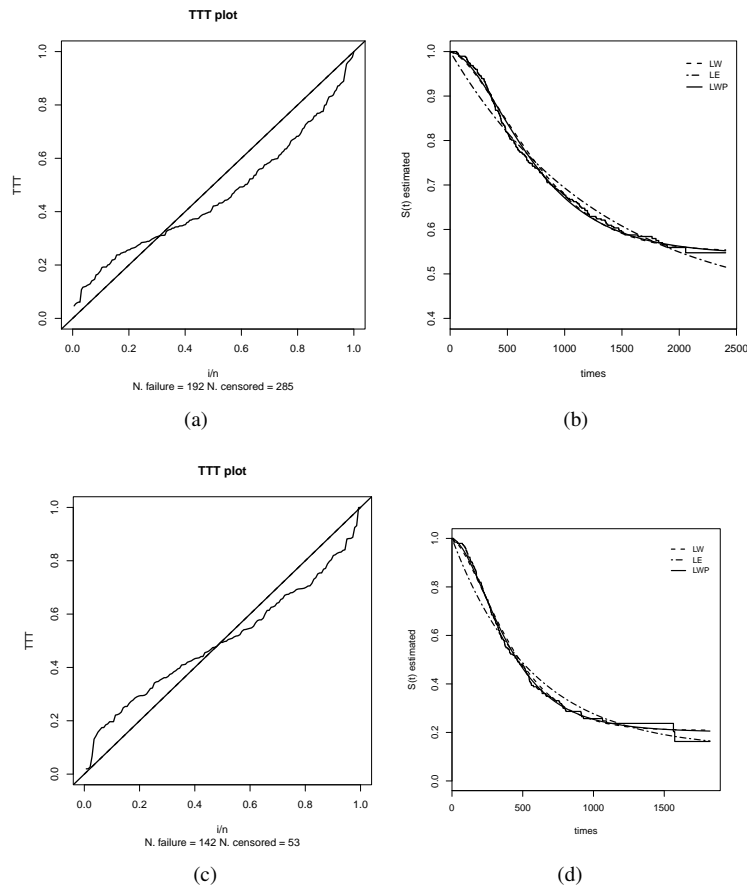 TTT plot
TTT
0.0 0.2 0.4 0.6 0.8 1.0
0.0 0.2 0.4 0.6 0.8 1.0
i/n
N. failure = 192 N. censored = 285
(a)
S(t) estimated
0.4 0.5 0.6 0.7 0.8 0.9 1.0
LW
LE
LWP
0 500 1000 1500 2000 2500
times
(b)
TTT plot
TTT
0.0 0.2 0.4 0.6 0.8 1.0
0.0 0.2 0.4 0.6 0.8 1.0
i/n
N. failure = 142 N. censored = 53
(c)
S(t) estimated
0.0 0.2 0.4 0.6 0.8 1.0
LW
LE
LWP
0 500 1000 1500
times
(d)